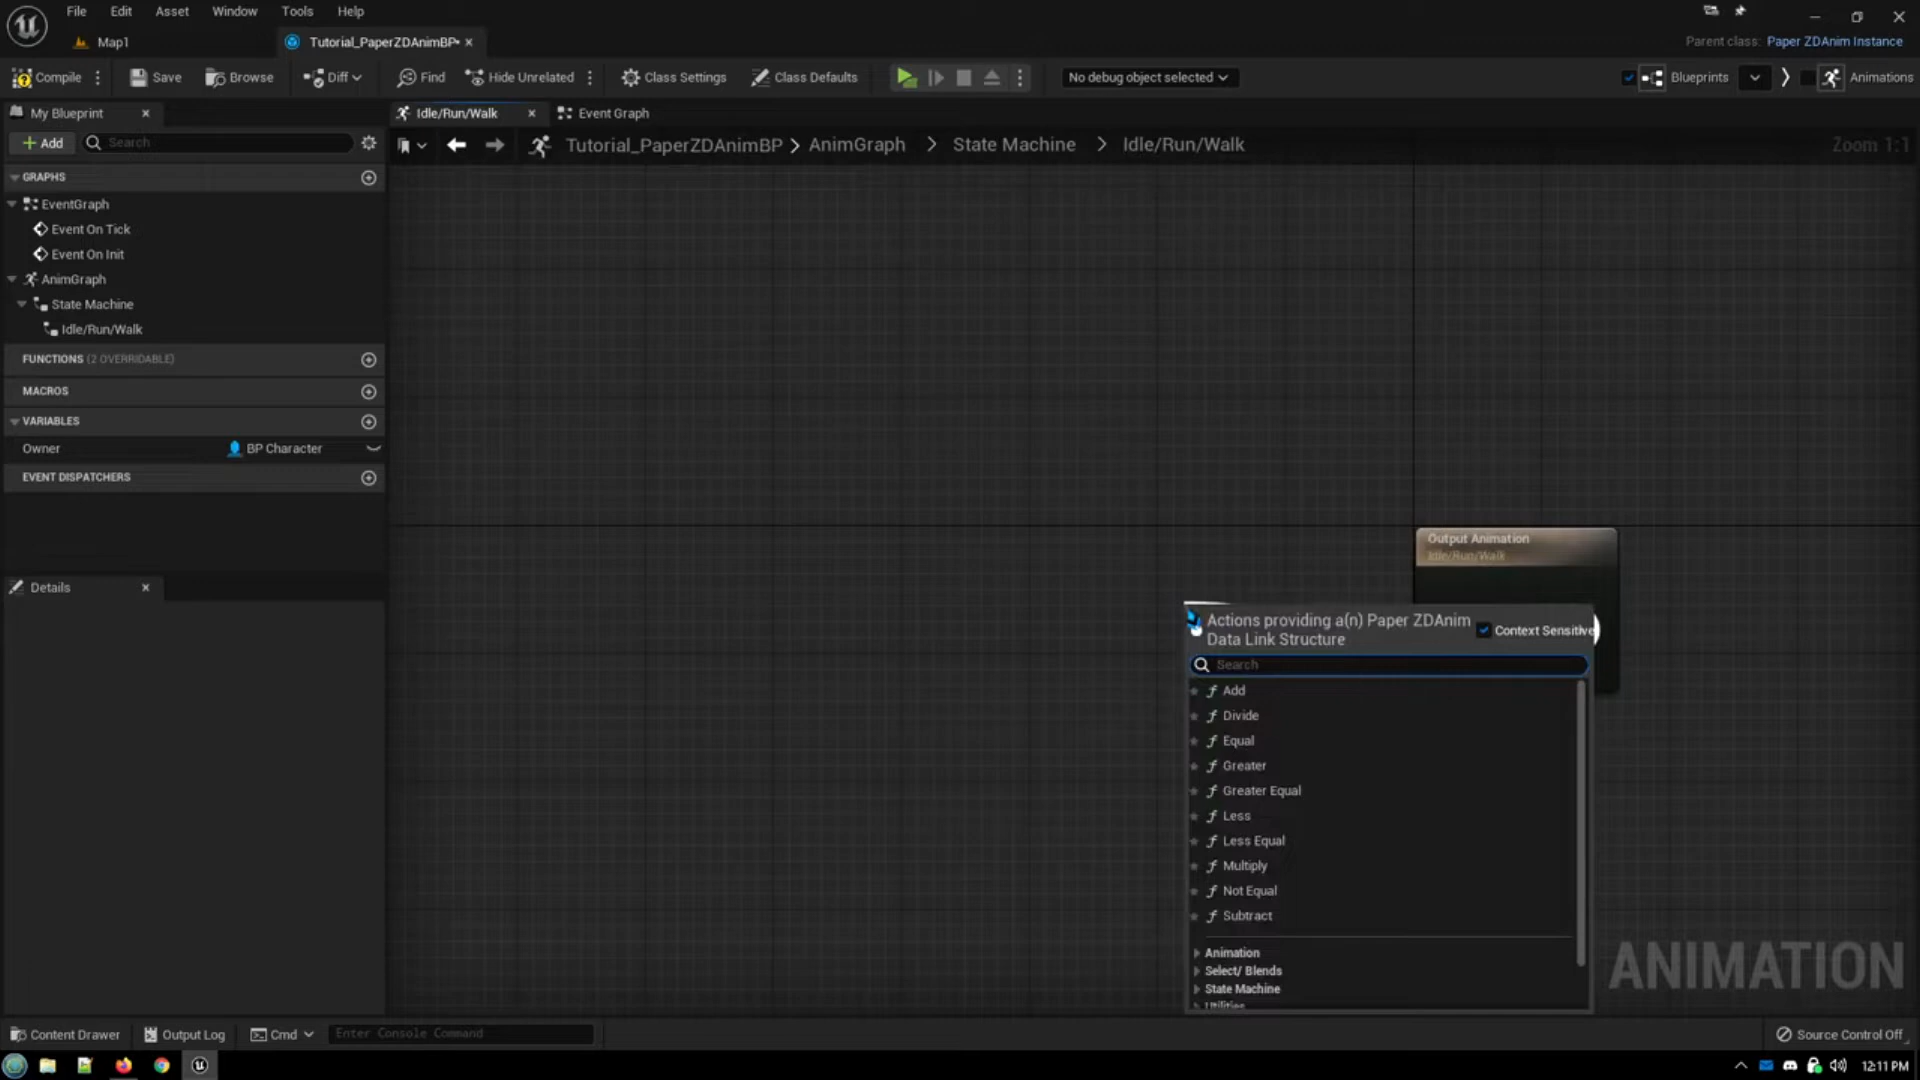 File Edit Asset Window Tools Help
Map1
Tutorial_PaperZDAnimBP•
Parent class: Paper ZDAnim Instance
Compile
Save
Browse
Diff
Find
Hide Unrelated
Class Settings
Class Defaults
No debug object selected
Blueprints
Animations
My Blueprint
Idle/Run/Walk
Event Graph
Add
Search
Tutorial_PaperZDAnimBP > AnimGraph > State Machine > Idle/Run/Walk
Zoom 1:1
GRAPHS
EventGraph
Event On Tick
Event On Init
AnimGraph
State Machine
Idle/Run/Walk
FUNCTIONS (2 OVERRIDABLE)
MACROS
VARIABLES
Owner
BP Character
EVENT DISPATCHERS
Details
Output Animation
Idle/Run/Walk
Actions providing a(n) Paper ZDAnim
Data Link Structure
Context Sensitive
Search
f Add
f Divide
f Equal
f Greater
f Greater Equal
f Less
f Less Equal
f Multiply
f Not Equal
f Subtract
Animation
Select/ Blends
State Machine
Utilities
ANIMATION
Content Drawer
Output Log
Cmd
Enter Console Command
Source Control Off
12:11 PM